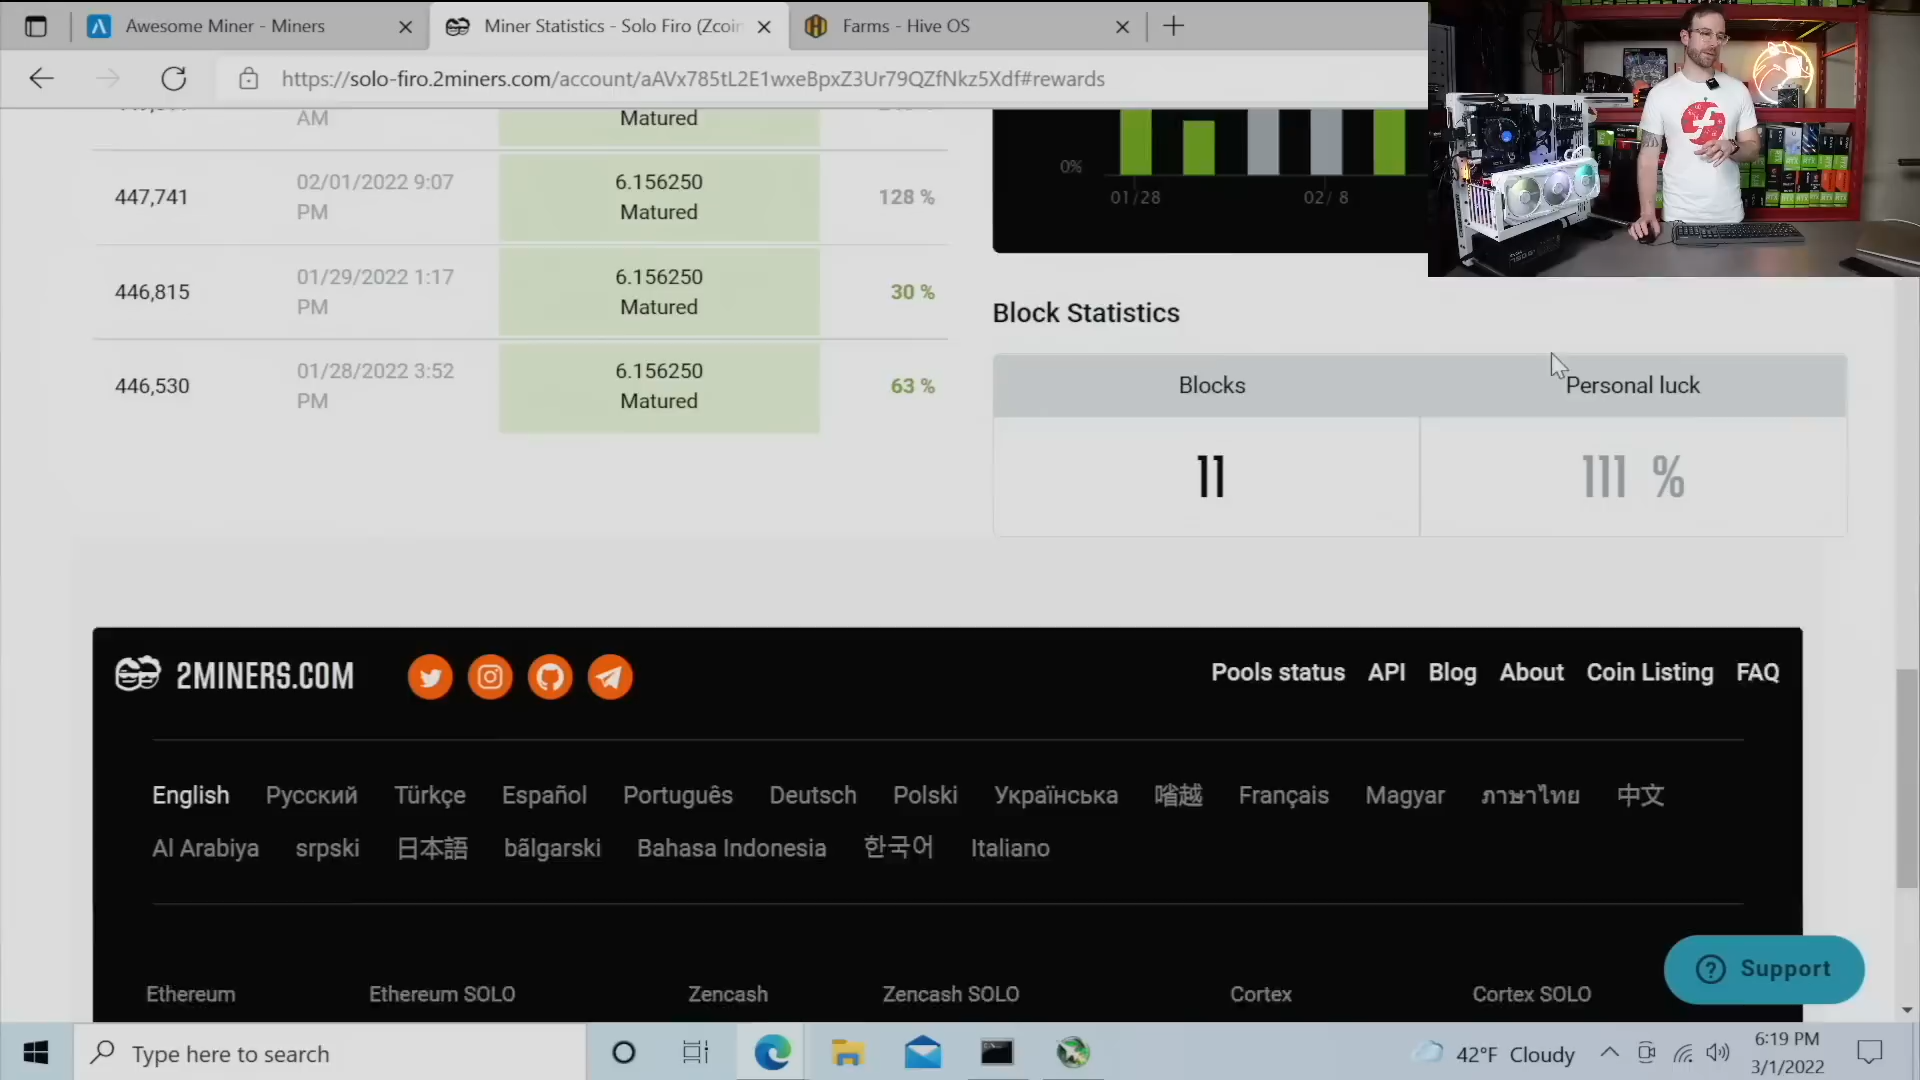 Awesome Miner - Miners
Miner Statistics - Solo Firo (Zcoin
Farms - Hive OS
https://solo-firo.2miners.com/account/aAVx785tL2E1wxeBpxZ3Ur79QZfNkz5Xdf#rewards
AM
Matured
447,741
02/01/2022 9:07
PM
6.156250
Matured
128 %
446,815
01/29/2022 1:17
PM
6.156250
Matured
30 %
446,530
01/28/2022 3:52
PM
6.156250
Matured
63 %
0%
01/28
02/ 8
Block Statistics
Blocks
Personal luck
11
111 %
2MINERS.COM
Pools status API Blog About Coin Listing FAQ
English Русский Türkçe Español Português Deutsch Polski Українська 㗂越 Français Magyar ภาษาไทย 中文
Al Arabiya srpski 日本語 bãlgarski Bahasa Indonesia 한국어 Italiano
Ethereum Ethereum SOLO Zencash Zencash SOLO Cortex Cortex SOLO
Support
Type here to search
42°F Cloudy
6:19 PM
3/1/2022